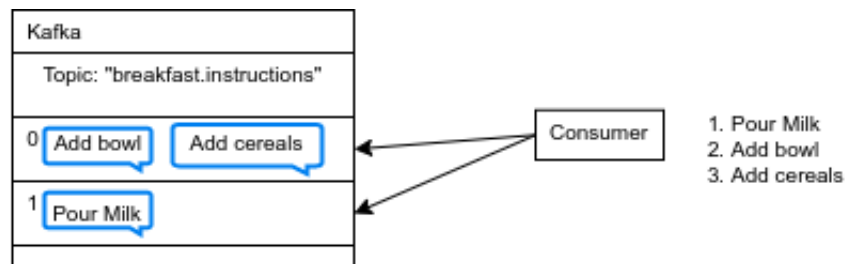 Kafka
Topic: "breakfast.instructions"
0 Add bowl Add cereals
1 Pour Milk
Consumer
1. Pour Milk
2. Add bowl
3. Add cereals